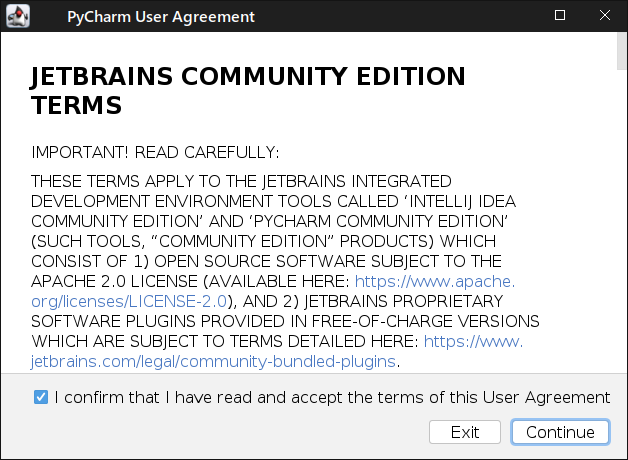 PyCharm User Agreement
JETBRAINS COMMUNITY EDITION
TERMS
IMPORTANT! READ CAREFULLY:
THESE TERMS APPLY TO THE JETBRAINS INTEGRATED
DEVELOPMENT ENVIRONMENT TOOLS CALLED ‘INTELLIJ IDEA
COMMUNITY EDITION’ AND ‘PYCHARM COMMUNITY EDITION’
(SUCH TOOLS, “COMMUNITY EDITION” PRODUCTS) WHICH
CONSIST OF 1) OPEN SOURCE SOFTWARE SUBJECT TO THE
APACHE 2.0 LICENSE (AVAILABLE HERE: https://www.apache.
org/licenses/LICENSE-2.0), AND 2) JETBRAINS PROPRIETARY
SOFTWARE PLUGINS PROVIDED IN FREE-OF-CHARGE VERSIONS
WHICH ARE SUBJECT TO TERMS DETAILED HERE: https://www.
jetbrains.com/legal/community-bundled-plugins.
I confirm that I have read and accept the terms of this User Agreement
Exit
Continue